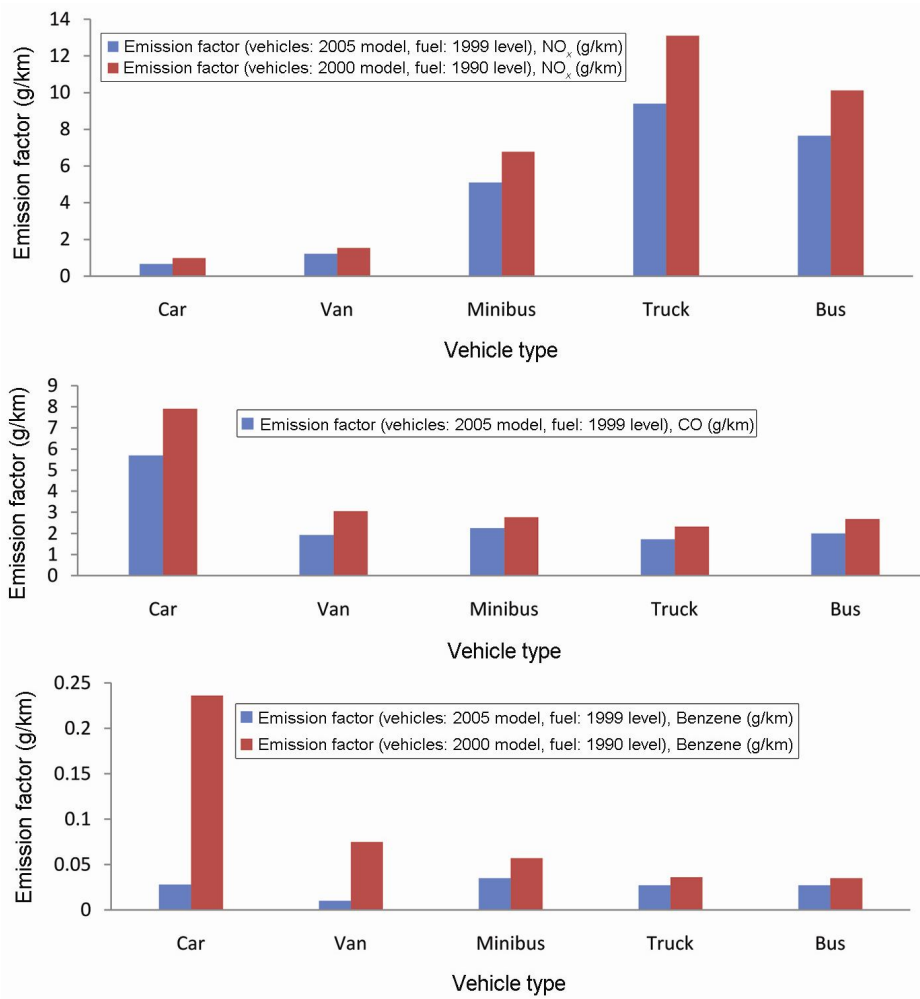 14
12
10
8
6
4
2
0
Emission factor (g/km)
Emission factor (vehicles: 2005 model, fuel: 1999 level), NOx (g/km)
Emission factor (vehicles: 2000 model, fuel: 1990 level), NOx (g/km)
Car Van Minibus Truck Bus
Vehicle type
9
8
7
6
5
4
3
2
1
0
Emission factor (g/km)
Emission factor (vehicles: 2005 model, fuel: 1999 level), CO (g/km)
Car Van Minibus Truck Bus
Vehicle type
0.25
0.2
0.15
0.1
0.05
0
Emission factor (g/km)
Emission factor (vehicles: 2005 model, fuel: 1999 level), Benzene (g/km)
Emission factor (vehicles: 2000 model, fuel: 1990 level), Benzene (g/km)
Car Van Minibus Truck Bus
Vehicle type